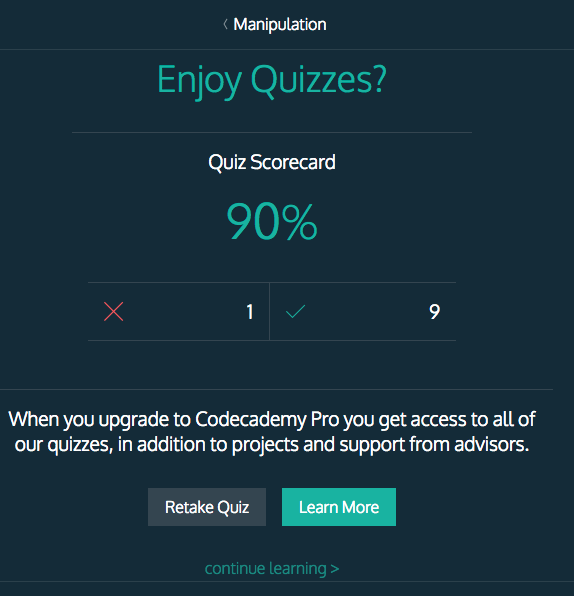 〈 Manipulation
Enjoy Quizzes?
Quiz Scorecard
90%
1
9
When you upgrade to Codecademy Pro you get access to all of
our quizzes, in addition to projects and support from advisors.
Retake Quiz
Learn More
continue learning >